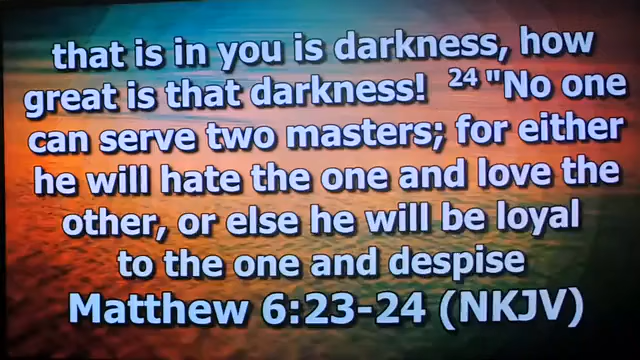 that is in you is darkness, how
great is that darkness! 24 "No one
can serve two masters; for either
he will hate the one and love the
other, or else he will be loyal
to the one and despise
Matthew 6:23-24 (NKJV)